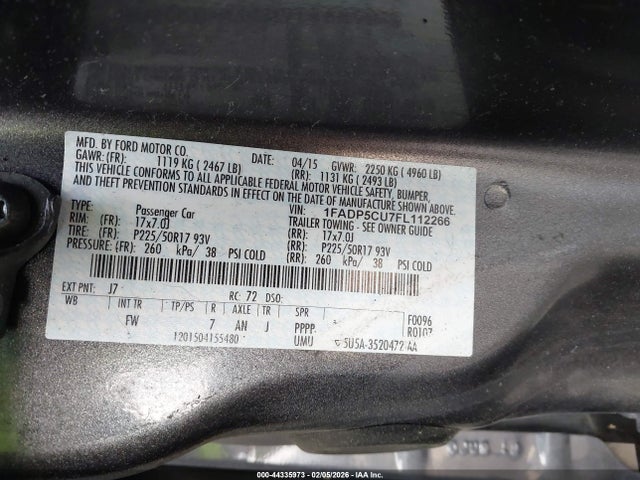 MFD. BY FORD MOTOR CO.
DATE: 04/15 GVWR: 2250 KG ( 4960 LB)
GAWR: (FR): 1119 KG ( 2467 LB) (RR): 1131 KG ( 2493 LB)
THIS VEHICLE CONFORMS TO ALL APPLICABLE FEDERAL MOTOR VEHICLE SAFETY, BUMPER,
AND THEFT PREVENTION STANDARDS IN EFFECT ON THE DATE OF MANUFACTURE SHOWN ABOVE.
VIN: 1FADP5CU7FL112266
TYPE: Passenger Car TRAILER TOWING - SEE OWNER GUIDE
RIM: (FR): 17x7.0J (RR): 17x7.0J
TIRE: (FR): P225/50R17 93V (RR): P225/50R17 93V
PRESSURE: (FR): 260 kPa/ 38 PSI COLD (RR): 260 kPa/ 38 PSI COLD
EXT PNT: J7 RC: 72 DSO:
WB INT TR TP/PS R AXLE TR SPR F0096
FW 7 AN J PPPP R0107
1201504155480 UMU 5U5A-3520472 AA
000-44335973 - 02/05/2026 - IAAI.COM